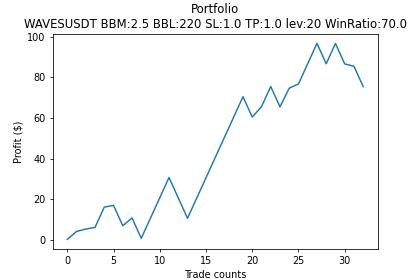 Portfolio
WAVESUSDT BBM:2.5 BBL:220 SL:1.0 TP:1.0 lev:20 WinRatio:70.0
100
80
60
40
20
0
Profit ($)
0 5 10 15 20 25 30
Trade counts